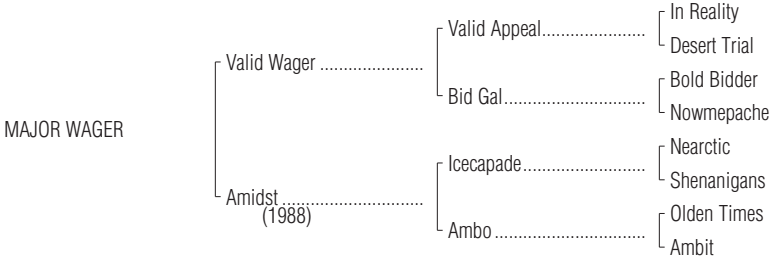 In Reality
Valid Appeal......................
Desert Trial
Valid Wager ......................
Bold Bidder
Bid Gal..............................
Nowmepache
MAJOR WAGER
Nearctic
Icecapade..........................
Shenanigans
Amidst ..............................
(1988)
Olden Times
Ambo ................................
Ambit